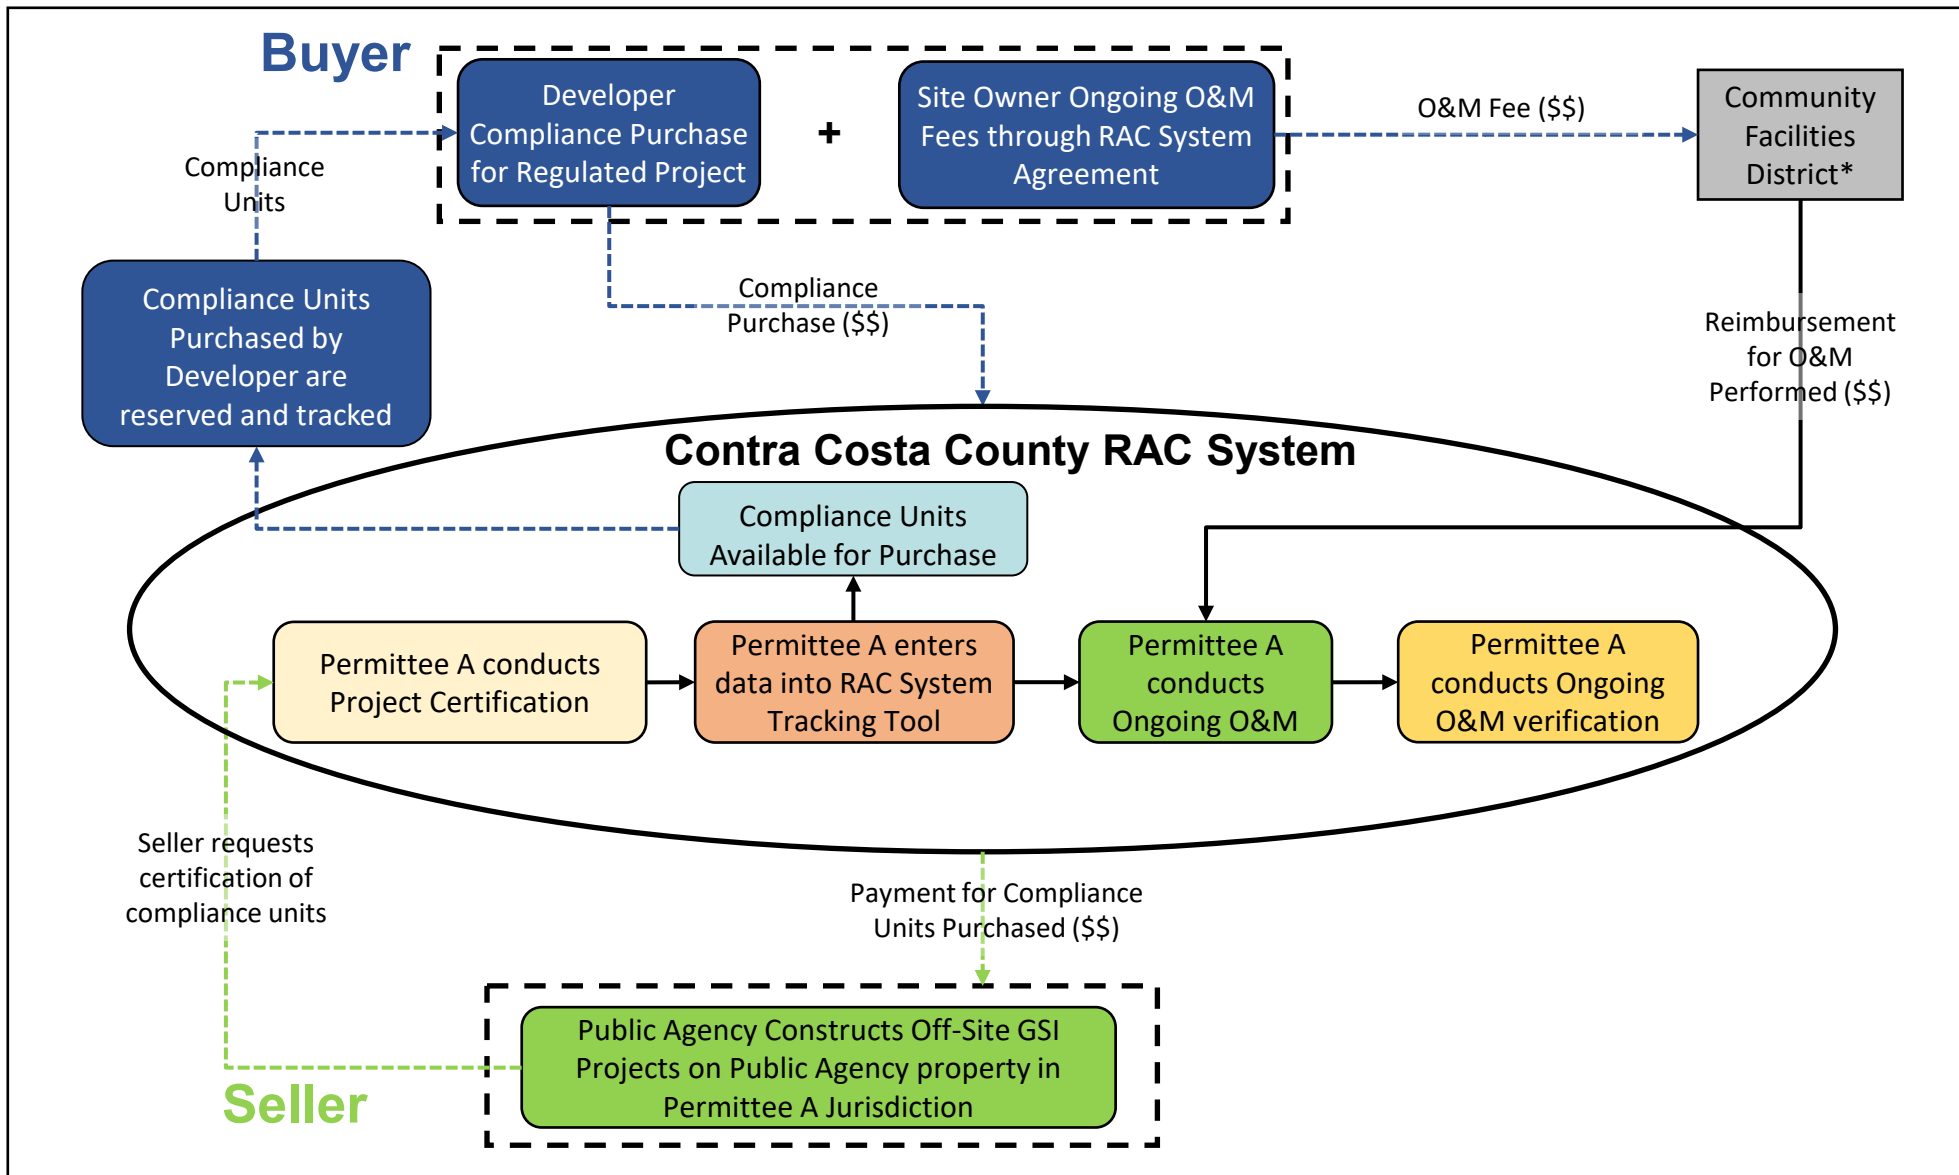 Buyer
Developer
Compliance Purchase
for Regulated Project
+
Site Owner Ongoing O&M
Fees through RAC System
Agreement
O&M Fee ($$)
Community
Facilities
District*
Compliance
Units
Compliance Units
Purchased by
Developer are
reserved and tracked
Compliance
Purchase ($$)
Reimbursement
for O&M
Performed ($$)
Contra Costa County RAC System
Compliance Units
Available for Purchase
Permittee A conducts
Project Certification
Permittee A enters
data into RAC System
Tracking Tool
Permittee A
conducts
Ongoing O&M
Permittee A
conducts Ongoing
O&M verification
Seller requests
certification of
compliance units
Payment for Compliance
Units Purchased ($$)
Public Agency Constructs Off-Site GSI
Projects on Public Agency property in
Permittee A Jurisdiction
Seller